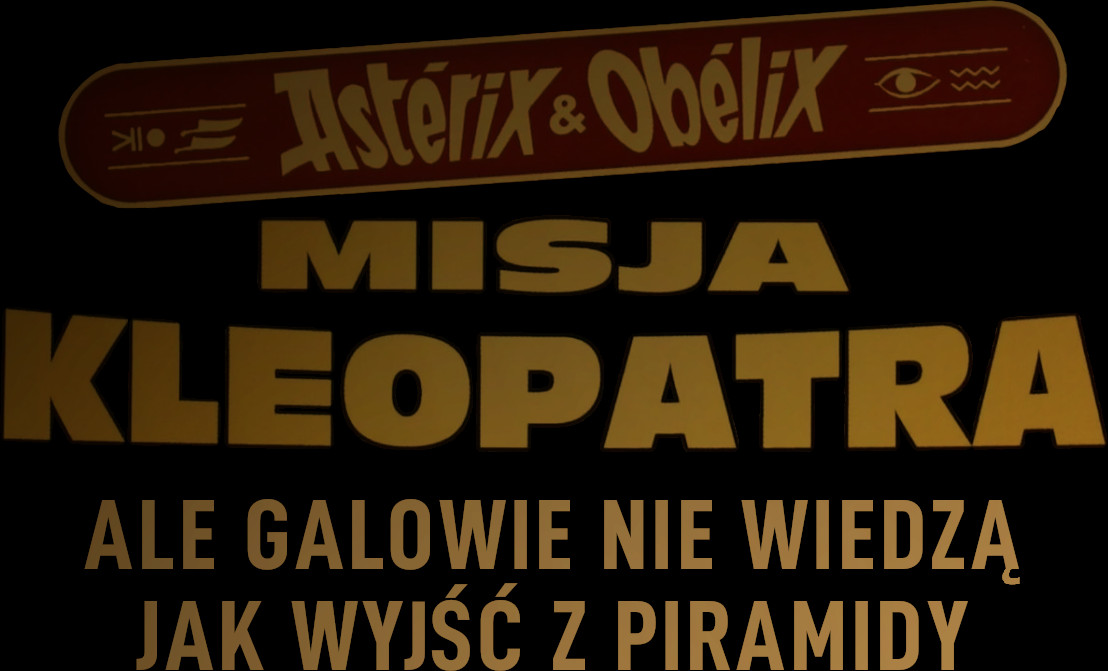 Astérix & Obélix
MISJA
KLEOPATRA
ALE GALOWIE NIE WIEDZĄ
JAK WYJŚĆ Z PIRAMIDY